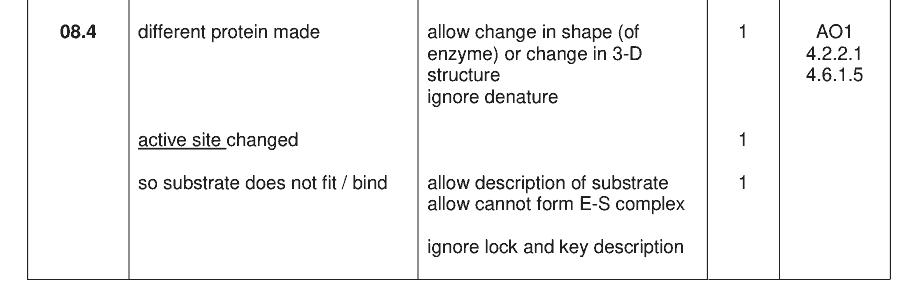 08.4 different protein made allow change in shape (of 1 AO1
enzyme) or change in 3-D 4.2.2.1
structure 4.6.1.5
ignore denature
active site changed 1
so substrate does not fit / bind allow description of substrate 1
allow cannot form E-S complex
ignore lock and key description